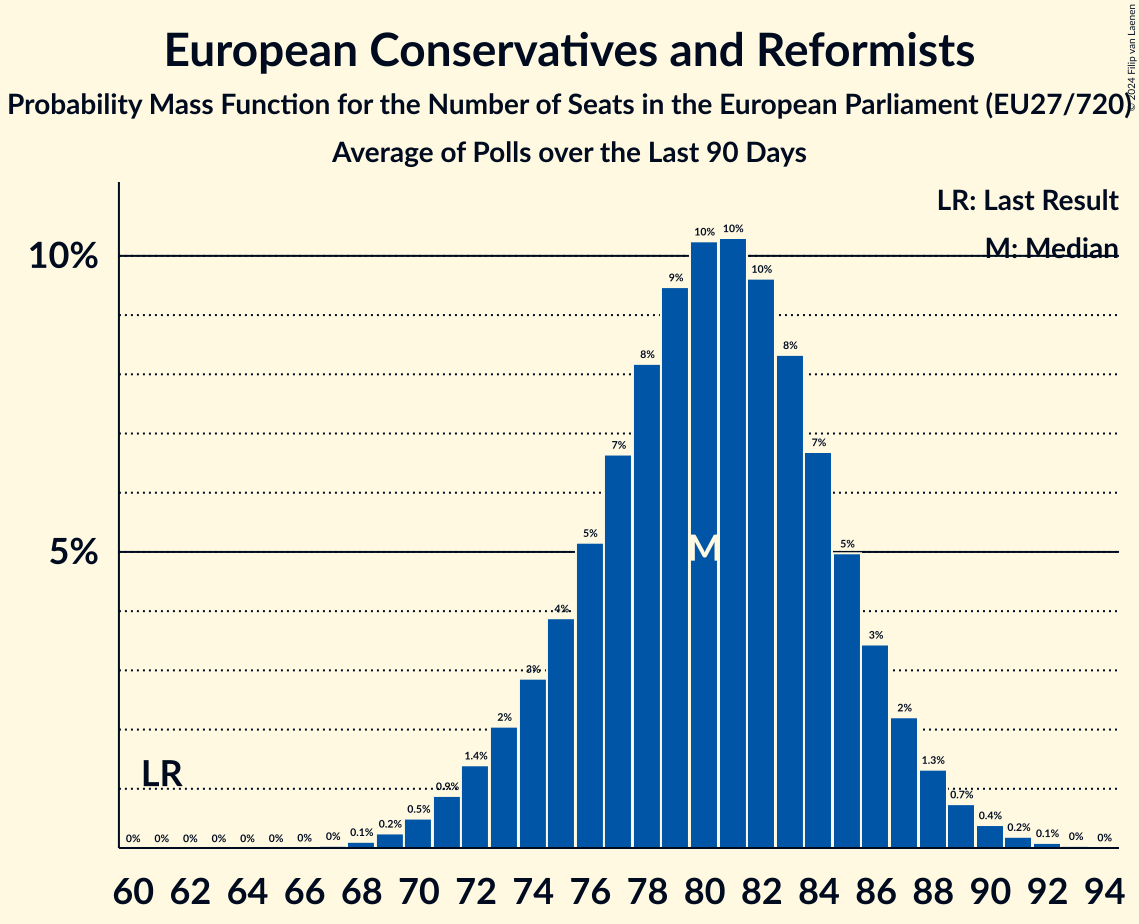 European Conservatives and Reformists
Probability Mass Function for the Number of Seats in the European Parliament (EU27/720)
Average of Polls over the Last 90 Days
© 2024 Filip van Laenen
LR: Last Result
M: Median
10%
5%
LR
M
0% 0% 0% 0% 0% 0% 0% 0% 0.1% 0.2% 0.5% 0.9% 1.4% 2% 3% 4% 5% 7% 8% 9% 10% 10% 10% 8% 7% 5% 3% 2% 1.3% 0.7% 0.4% 0.2% 0.1% 0% 0%
60 62 64 66 68 70 72 74 76 78 80 82 84 86 88 90 92 94